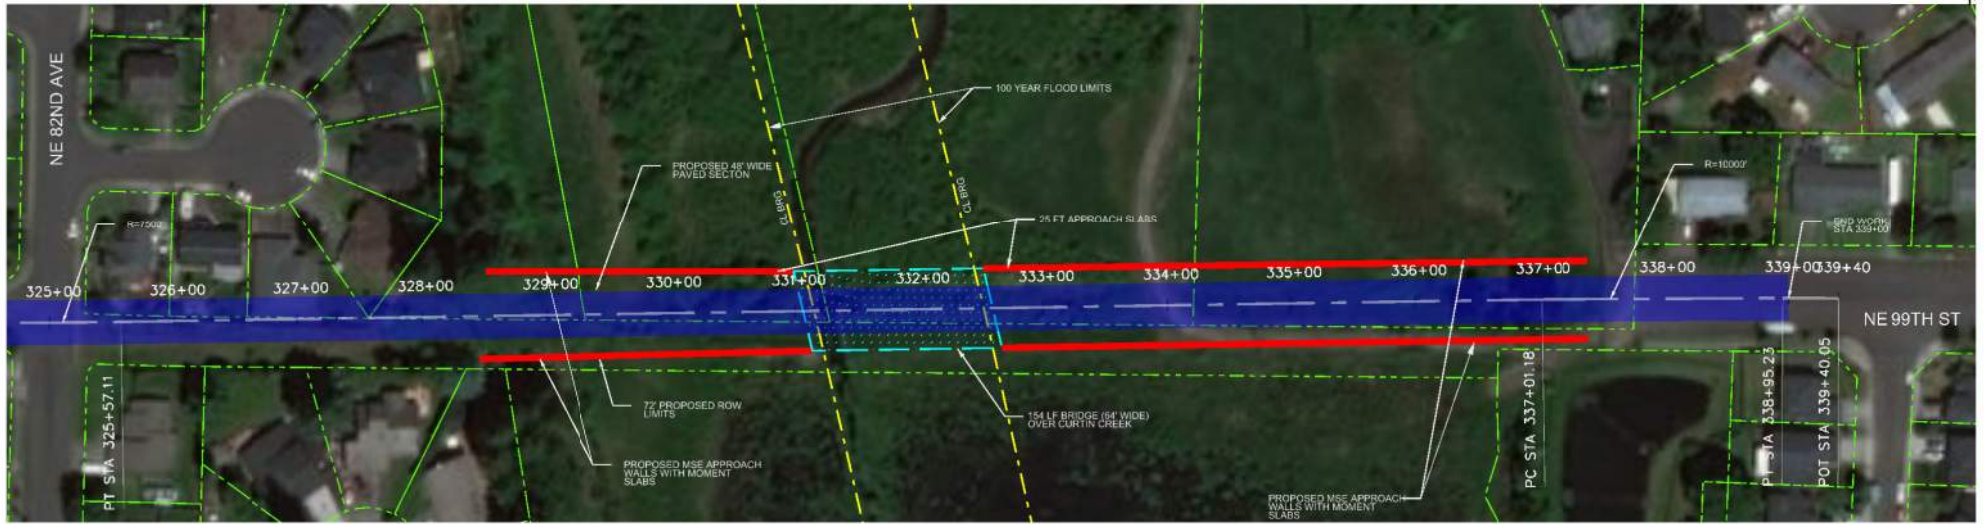 NE 82ND AVE
100 YEAR FLOOD LIMITS
PROPOSED 48' WIDE
PAVED SECTON
R=10000'
CL BRG
CL BRG
R=7500'
25 FT APPROACH SLABS
END WORK
STA 339+00
325+00
326+00
327+00
328+00
329+00
330+00
331+00
332+00
333+00
334+00
335+00
336+00
337+00
338+00
339+00
339+40
NE 99TH ST
PT STA 325+57.11
72' PROPOSED ROW
LIMITS
154 LF BRIDGE (64' WIDE)
OVER CURTIN CREEK
PROPOSED MSE APPROACH
WALLS WITH MOMENT
SLABS
PROPOSED MSE APPROACH
WALLS WITH MOMENT
SLABS
PC STA 337+01.18
PT STA 338+95.23
POT STA 339+40.05